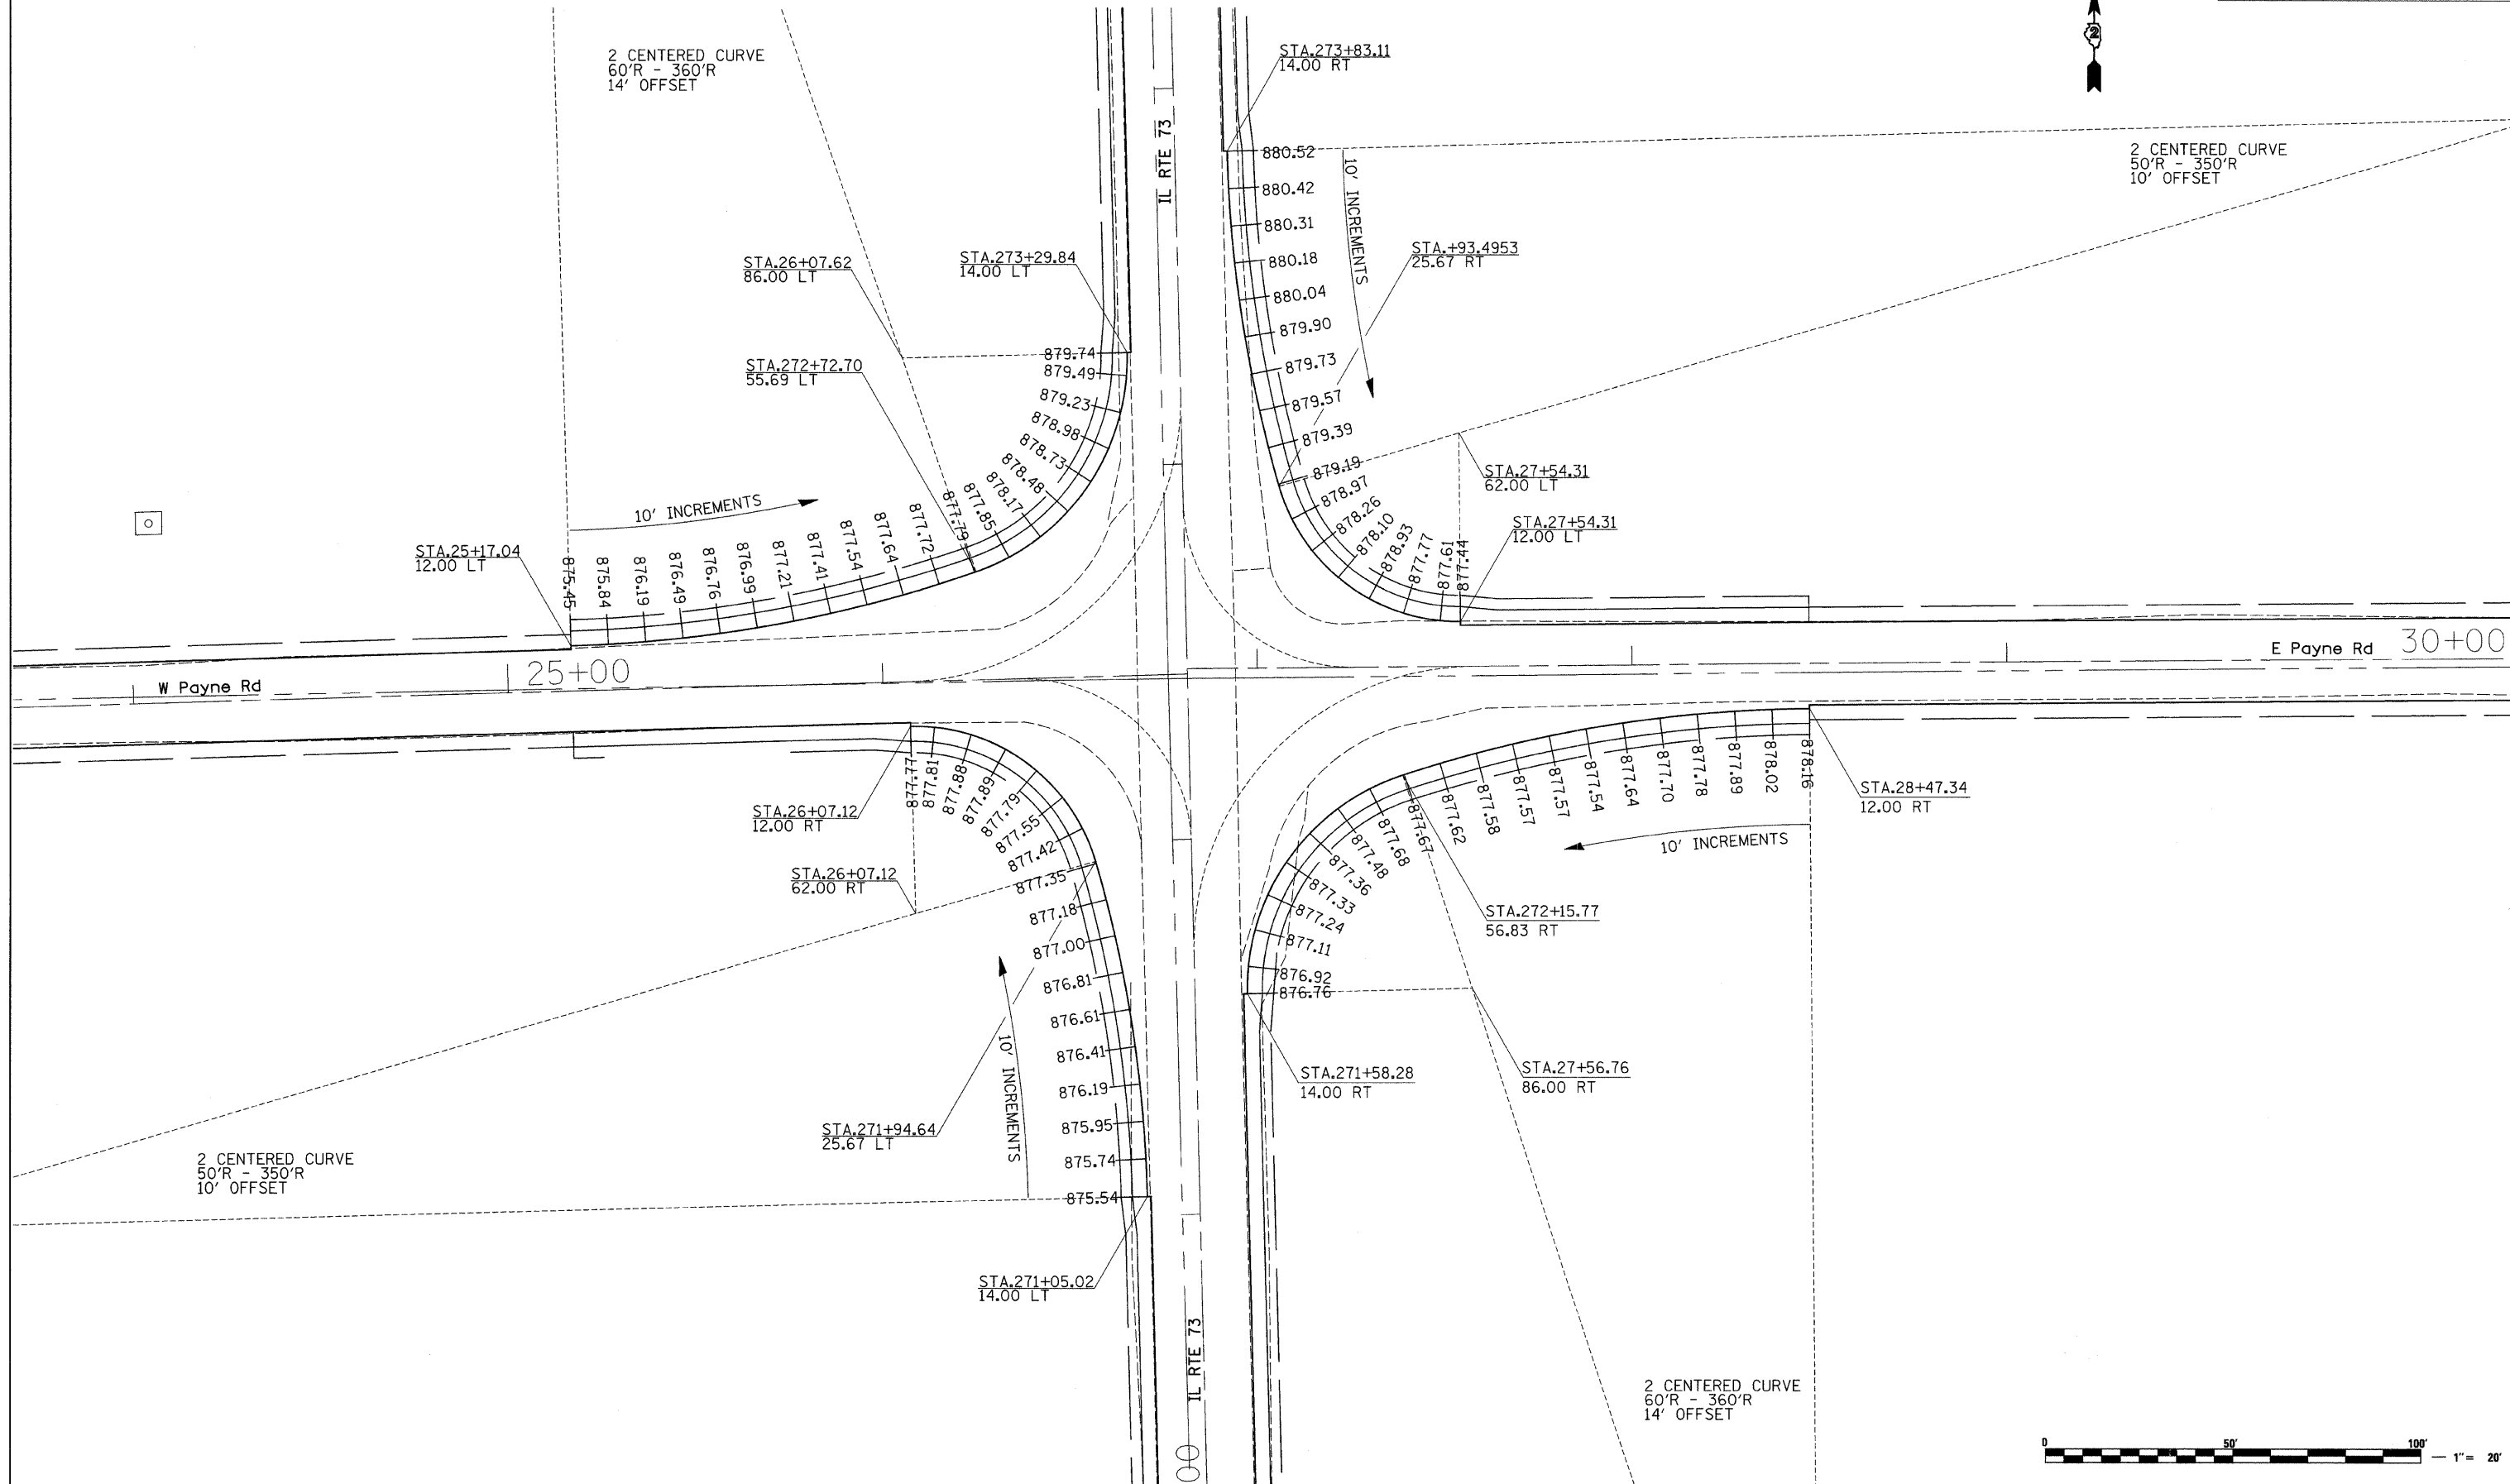 2 CENTERED CURVE
60'R - 360'R
14' OFFSET
STA.273+83.11
14.00 RT
2
IL RTE 73
2 CENTERED CURVE
50'R - 350'R
10' OFFSET
880.52
880.42
880.31
880.18
880.04
879.90
879.73
879.57
879.39
879.19
878.97
878.26
878.10
878.93
877.77
877.61
877.44
10' INCREMENTS
STA.+93.4953
25.67 RT
STA.26+07.62
86.00 LT
STA.273+29.84
14.00 LT
STA.272+72.70
55.69 LT
879.74
879.49
879.23
878.98
878.73
878.48
878.17
877.85
877.79
877.72
877.64
877.54
877.41
877.21
876.99
876.76
876.49
876.19
875.84
875.45
10' INCREMENTS
STA.25+17.04
12.00 LT
STA.27+54.31
62.00 LT
STA.27+54.31
12.00 LT
W Payne Rd
25+00
E Payne Rd
30+00
STA.26+07.12
12.00 RT
STA.26+07.12
62.00 RT
877.77
877.81
877.88
877.89
877.79
877.55
877.42
877.35
877.18
877.00
876.81
876.61
876.41
876.19
875.95
875.74
875.54
10' INCREMENTS
STA.271+94.64
25.67 LT
2 CENTERED CURVE
50'R - 350'R
10' OFFSET
STA.271+05.02
14.00 LT
878.16
878.02
877.89
877.78
877.70
877.64
877.54
877.57
877.57
877.58
877.62
877.67
877.68
877.48
877.36
877.33
877.24
877.11
876.92
876.76
10' INCREMENTS
STA.28+47.34
12.00 RT
STA.272+15.77
56.83 RT
STA.271+58.28
14.00 RT
STA.27+56.76
86.00 RT
IL RTE 73
00
2 CENTERED CURVE
60'R - 360'R
14' OFFSET
0 50' 100'
1"= 20'